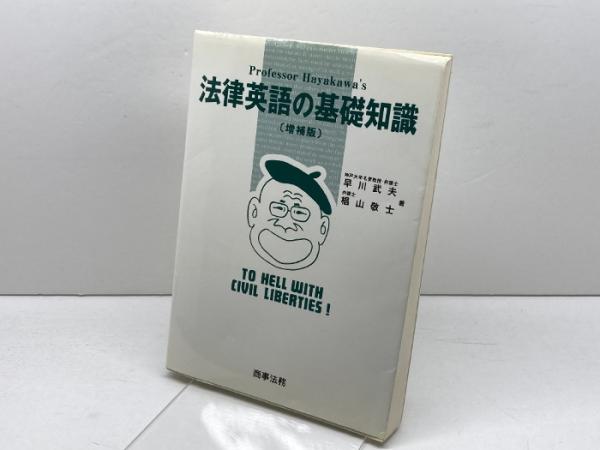 Professor Hayakawa's
法律英語の基礎知識
〔増補版〕
神戸大学名誉教授・弁護士
早川武夫
弁護士
椙山敬士
著
TO HELL WITH
CIVIL LIBERTIES!
商事法務